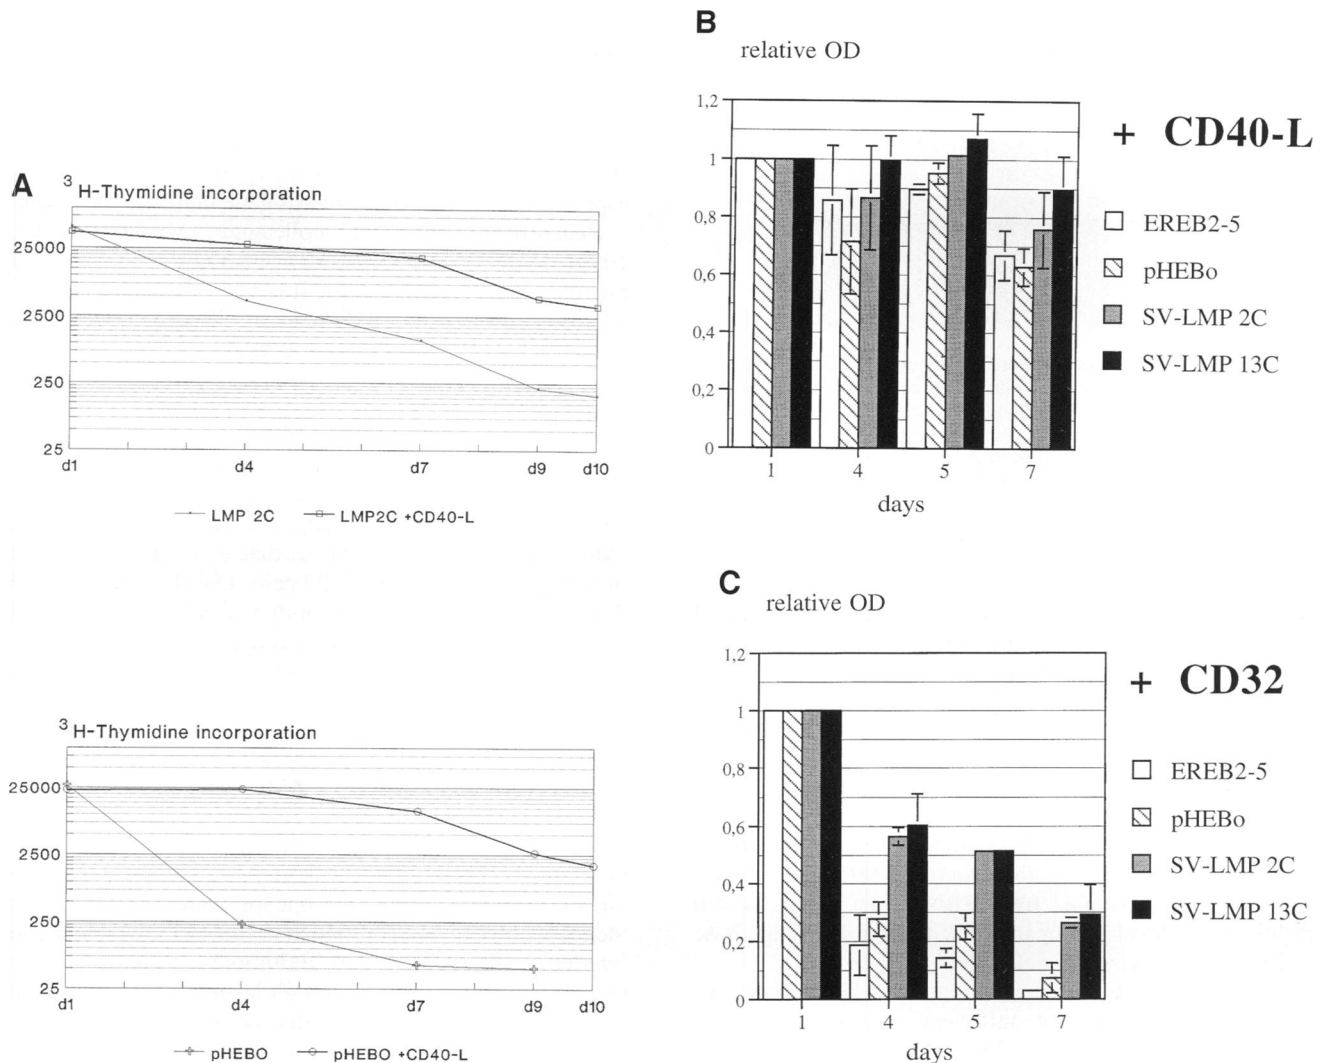 A
³H-Thymidine incorporation
25000
2500
250
25
d1 d4 d7 d9 d10
LMP 2C LMP2C +CD40-L
³H-Thymidine incorporation
25000
2500
250
25
d1 d4 d7 d9 d10
pHEBO pHEBO +CD40-L
B
relative OD
1,2
1
0,8
0,6
0,4
0,2
0
1 4 5 7
days
+ CD40-L
EREB2-5
pHEBo
SV-LMP 2C
SV-LMP 13C
C
relative OD
1,2
1
0,8
0,6
0,4
0,2
0
1 4 5 7
days
+ CD32
EREB2-5
pHEBo
SV-LMP 2C
SV-LMP 13C